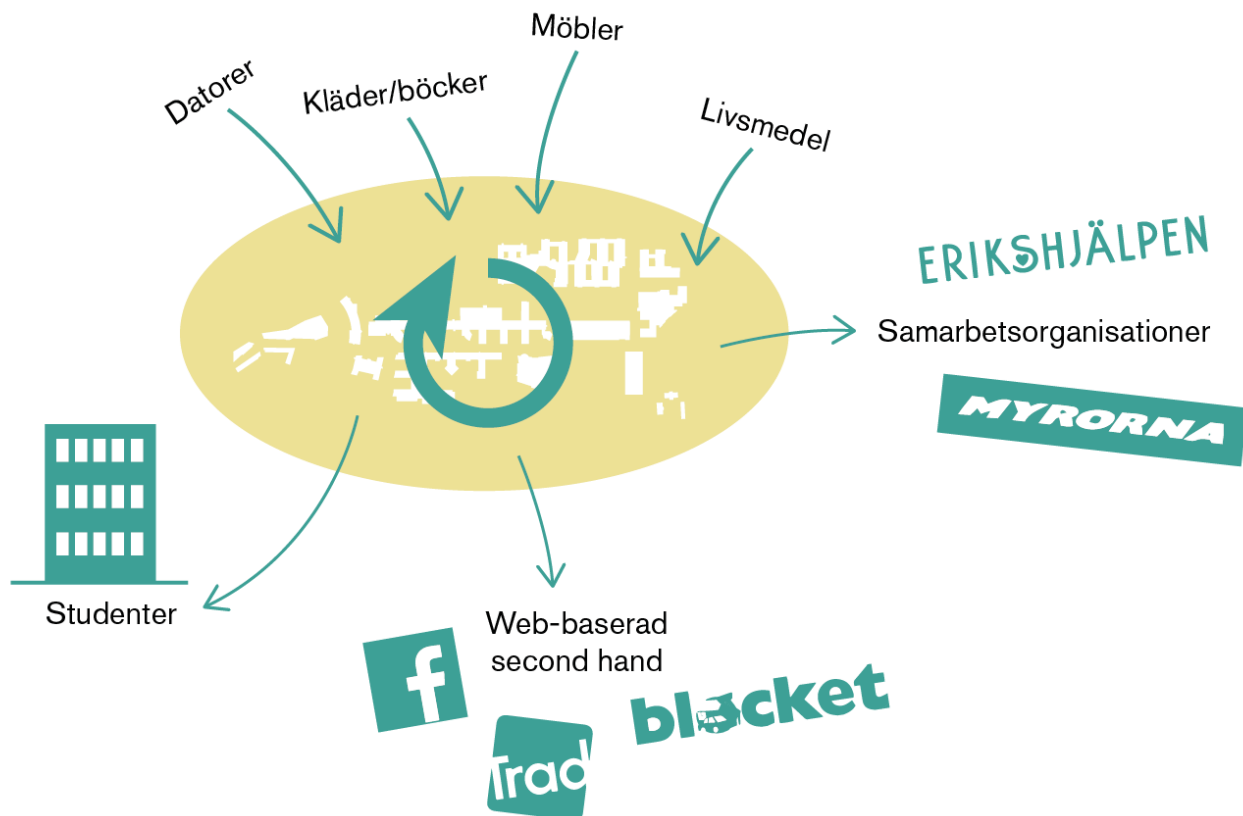 Möbler
Datorer
Kläder/böcker
Livsmedel
ERIKSHJÄLPEN
Samarbetsorganisationer
MYRORNA
Studenter
Web-baserad
second hand
f
blocket
Trad